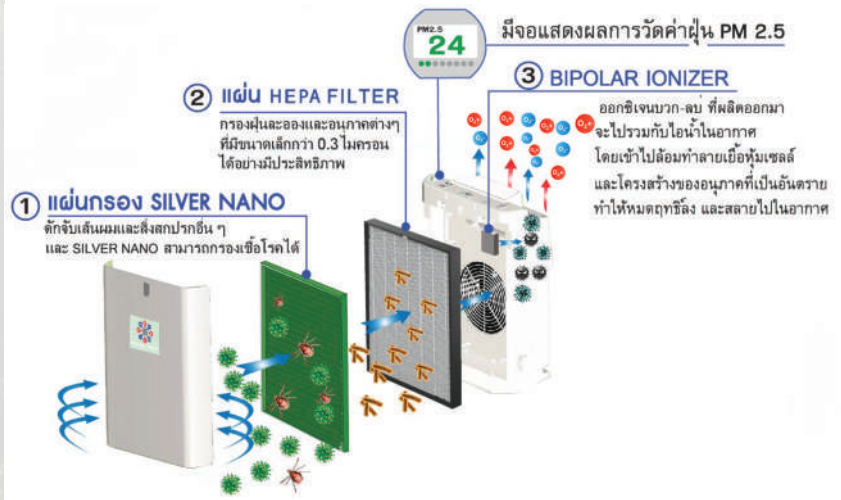 PM2.5
24
มีจอแสดงผลการวัดค่าฝุ่น PM 2.5
③ BIPOLAR IONIZER
ออกซิเจนบวก-ลบ ที่ผลิตออกมา
จะไปรวมกับไอน้ำในอากาศ
โดยเข้าไปล้อมทำลายเยื่อหุ้มเซลล์
และโครงสร้างของอนุภาคที่เป็นอันตราย
ทำให้หมดฤทธิ์ลง และสลายไปในอากาศ
② แผ่น HEPA FILTER
กรองฝุ่นละอองและอนุภาคต่างๆ
ที่มีขนาดเล็กกว่า 0.3 ไมครอน
ได้อย่างมีประสิทธิภาพ
① แผ่นกรอง SILVER NANO
ดักจับเส้นผมและสิ่งสกปรกอื่น ๆ
และ SILVER NANO สามารถกรองเชื้อโรคได้
O₂+
O₂-
O₂+
O₂-
O₂+
O₂-
O₂+
O₂-
O₂+
O₂-
O₂+